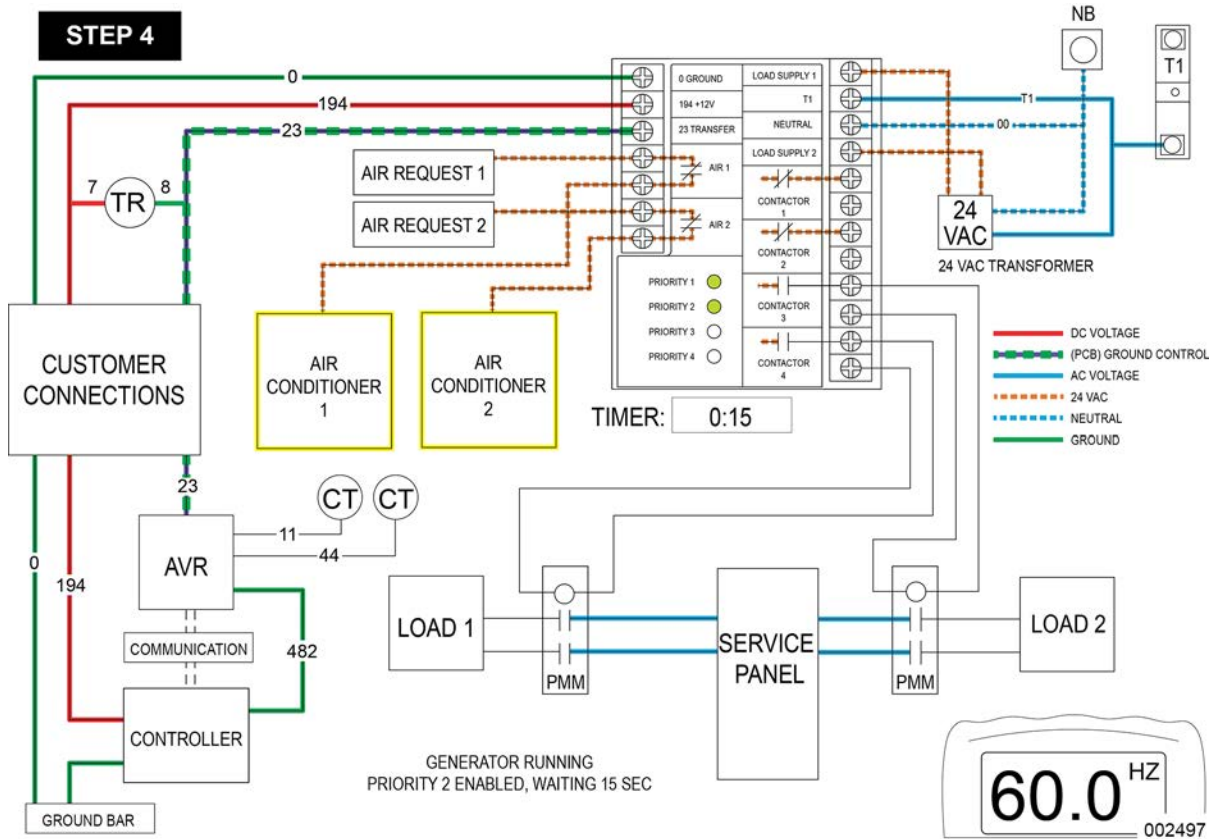 STEP 4
0
194
23
7
TR
8
AIR REQUEST 1
AIR REQUEST 2
0 GROUND
194 +12V
23 TRANSFER
AIR 1
AIR 2
PRIORITY 1
PRIORITY 2
PRIORITY 3
PRIORITY 4
LOAD SUPPLY 1
T1
NEUTRAL
LOAD SUPPLY 2
CONTACTOR
1
CONTACTOR
2
CONTACTOR
3
CONTACTOR
4
T1
00
NB
T1
24
VAC
24 VAC TRANSFORMER
DC VOLTAGE
(PCB) GROUND CONTROL
AC VOLTAGE
24 VAC
NEUTRAL
GROUND
CUSTOMER
CONNECTIONS
AIR
CONDITIONER
1
AIR
CONDITIONER
2
TIMER: 0:15
23
CT
CT
11
44
0
194
AVR
COMMUNICATION
482
CONTROLLER
GROUND BAR
LOAD 1
PMM
SERVICE
PANEL
PMM
LOAD 2
GENERATOR RUNNING
PRIORITY 2 ENABLED, WAITING 15 SEC
60.0 HZ
002497